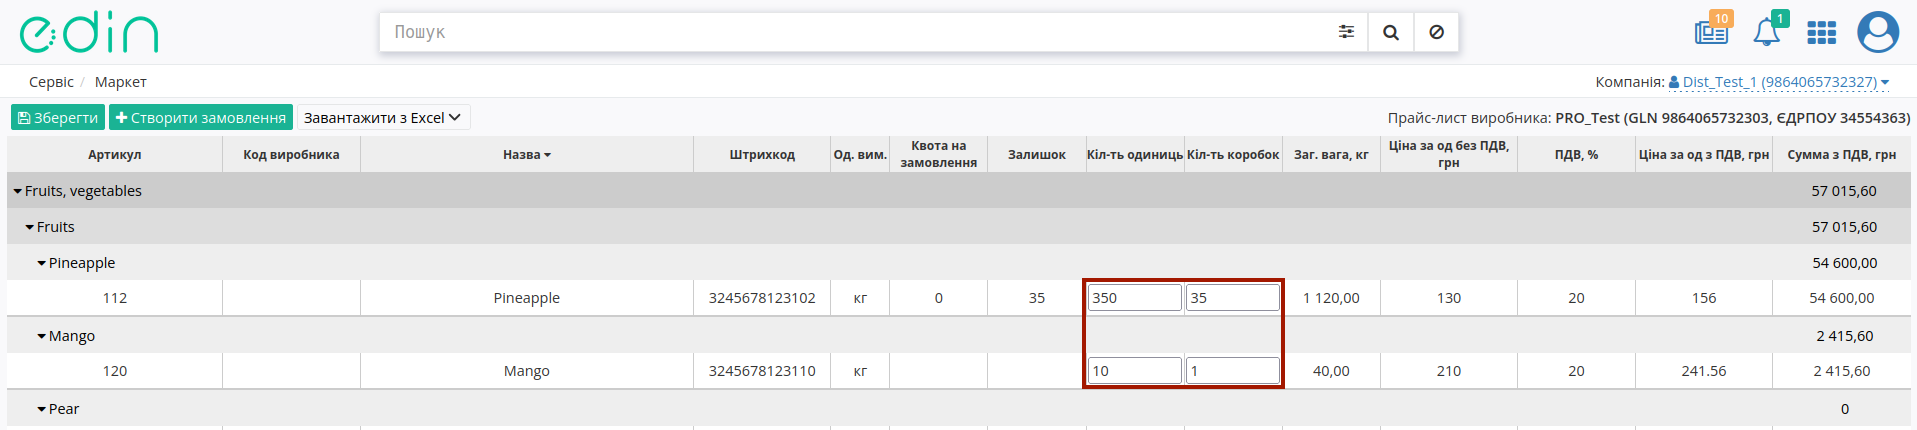 edin
Пошук
10
1
Сервіс / Маркет
Компанія: Dist_Test_1 (9864065732327)
Зберегти Створити замовлення Завантажити з Excel
Прайс-лист виробника: PRO_Test (GLN 9864065732303, ЄДРПОУ 34554363)
Артикул Код виробника Назва Штрихкод Од. вим. Квота на замовлення Залишок Кіл-ть одиниць Кіл-ть коробок Заг. вага, кг Ціна за од без ПДВ, грн ПДВ, % Ціна за од з ПДВ, грн Сумма з ПДВ, грн
Fruits, vegetables 57 015,60
Fruits 57 015,60
Pineapple 54 600,00
112 Pineapple 3245678123102 кг 0 35 350 35 1 120,00 130 20 156 54 600,00
Mango 2 415,60
120 Mango 3245678123110 кг 10 1 40,00 210 20 241.56 2 415,60
Pear 0